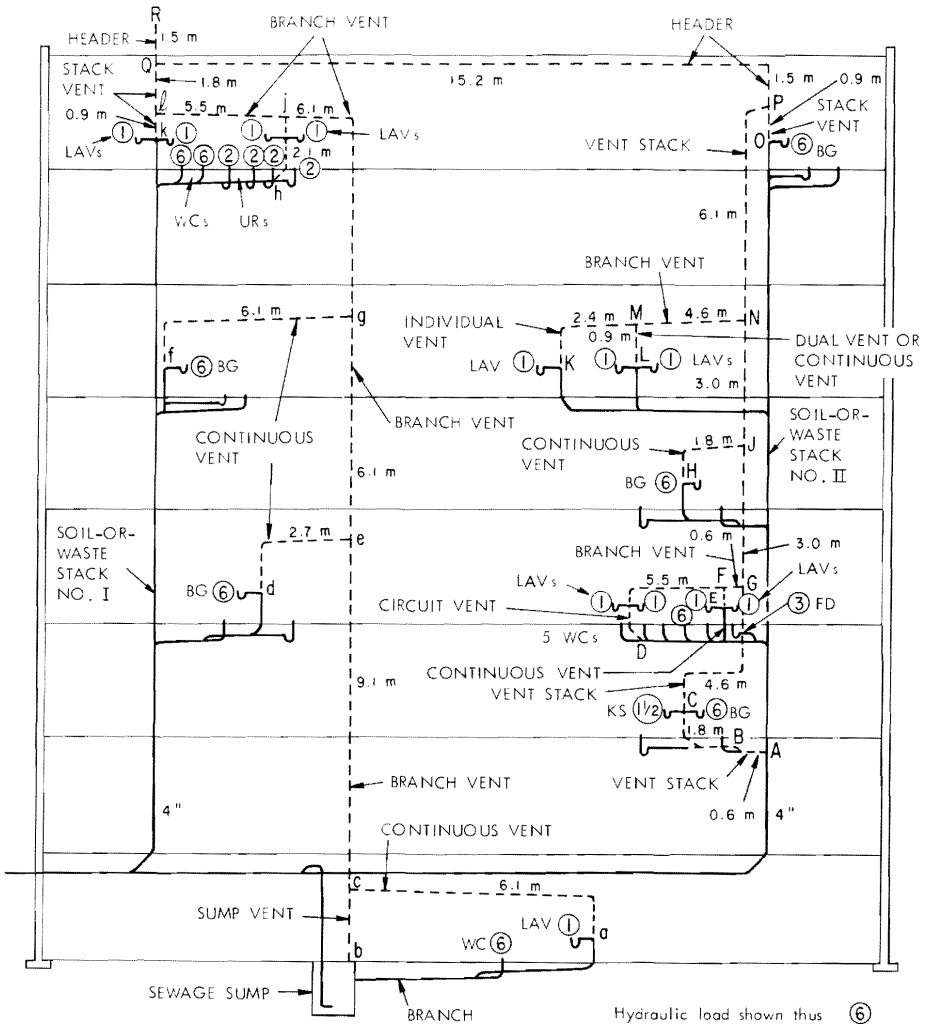 R
BRANCH VENT
HEADER
HEADER
1.5 m
Q
STACK
VENT
1.8 m
15.2 m
1.5 m
0.9 m
P
STACK
VENT
ℓ
5.5 m
j
6.1 m
0.9 m
k
1
1
1
1
LAVs
LAVs
VENT STACK
O
6
BG
6
6
2
2
2
2.1 m
2
h
WCs
URs
6.1 m
BRANCH VENT
6.1 m
g
INDIVIDUAL
VENT
2.4 m
M
4.6 m
N
0.9 m
DUAL VENT OR
CONTINUOUS
VENT
f
6
BG
LAV
1
K
1
L
1
LAVs
3.0 m
BRANCH VENT
CONTINUOUS
VENT
SOIL-OR-
WASTE
STACK
NO. II
CONTINUOUS
VENT
1.8 m
J
6.1 m
BG
6
H
SOIL-OR-
WASTE
STACK
NO. I
2.7 m
e
0.6 m
3.0 m
BRANCH VENT
LAVs
LAVs
5.5 m
F
G
BG
6
d
CIRCUIT VENT
1
1
1
E
1
3
FD
6
5 WCs
D
CONTINUOUS VENT
VENT STACK
9.1 m
4.6 m
KS
1 1/2
C
6
BG
1.8 m
B
A
BRANCH VENT
VENT STACK
0.6 m
4"
4"
CONTINUOUS VENT
c
6.1 m
SUMP VENT
LAV
1
a
WC
6
b
SEWAGE SUMP
BRANCH
Hydraulic load shown thus
6